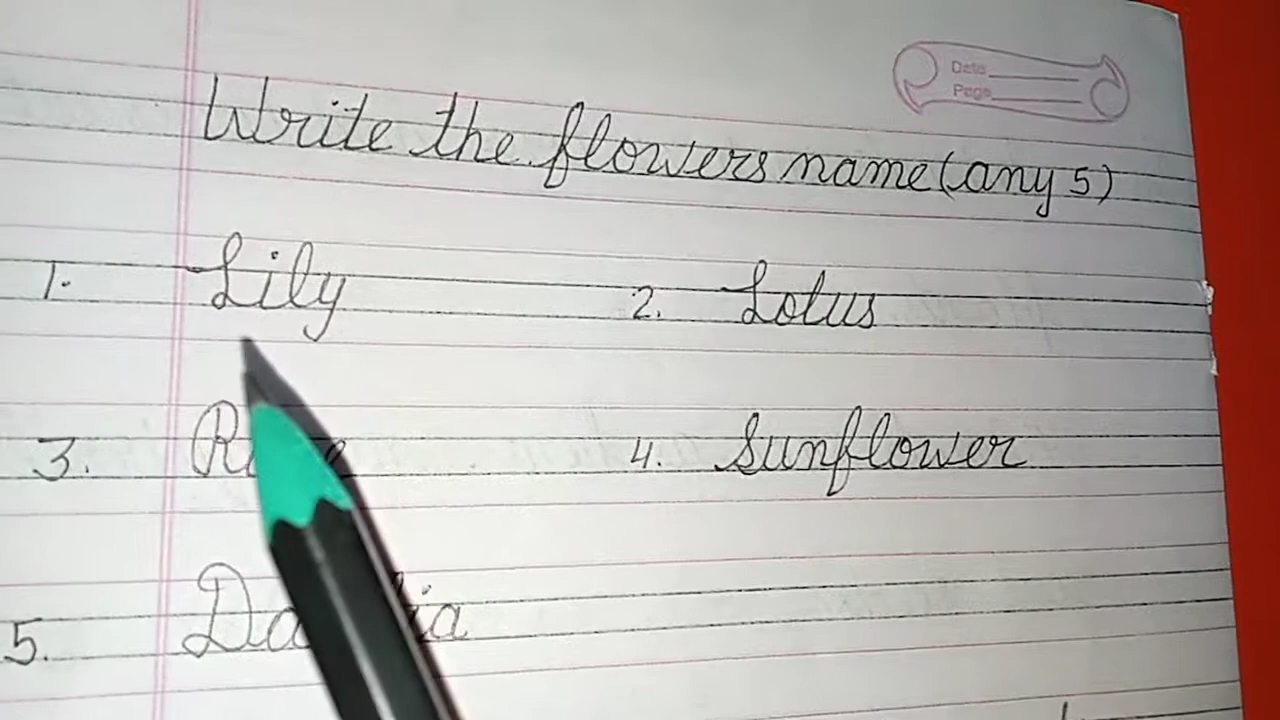 Date
Page
Write the flowers name (any 5)
1. Lily 2. Lotus
3. 4. Sunflower
5.